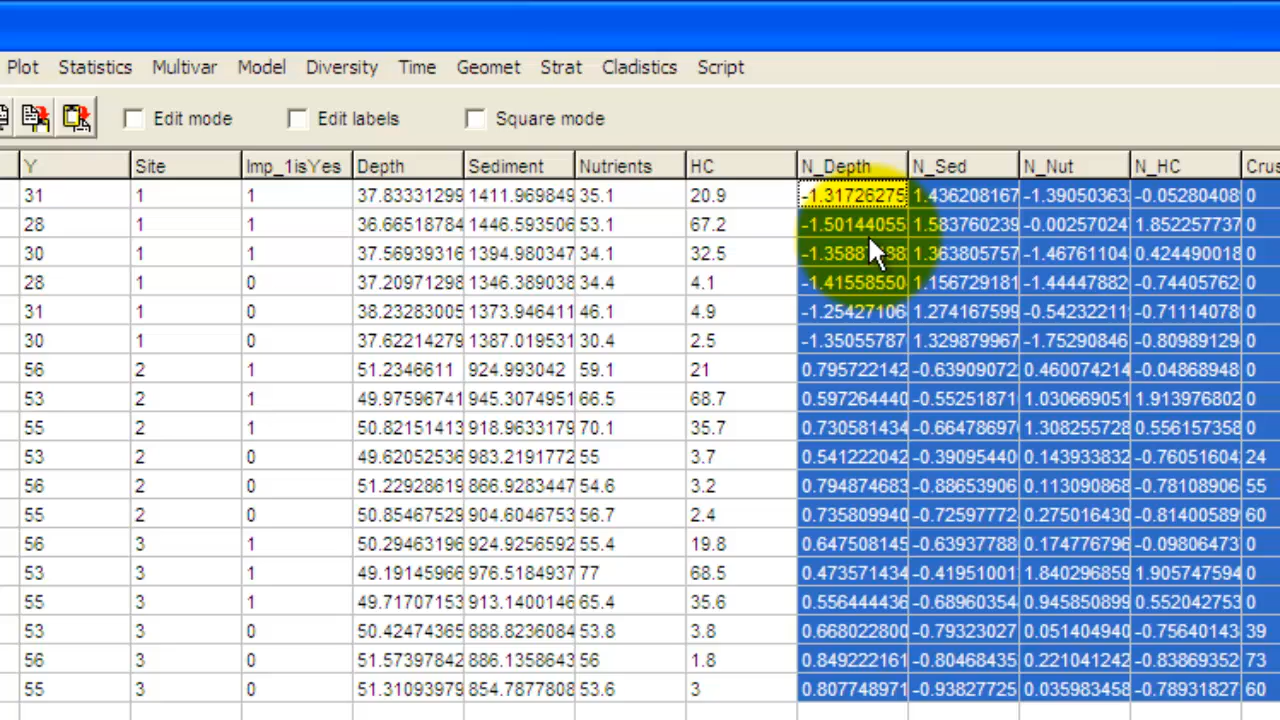 Plot Statistics Multivar Model Diversity Time Geomet Strat Cladistics Script
Edit mode Edit labels Square mode
Y Site Imp_1isYes Depth Sediment Nutrients HC N_Depth N_Sed N_Nut N_HC Crus
31 1 1 37.83331299 1411.969849 35.1 20.9 -1.31726275 1.436208167 -1.39050363 -0.05280408 0
28 1 1 36.66518784 1446.593506 53.1 67.2 -1.50144055 1.583760239 -0.00257024 1.852257737 0
30 1 1 37.56939316 1394.980347 34.1 32.5 1.363805757 -1.46761104 0.424490018 0
28 1 0 37.20971298 1346.389038 34.4 4.1 -1.41558550 1.156729181 -1.44447882 -0.74405762 0
31 1 0 38.23283005 1373.946411 46.1 4.9 -1.25427106 1.274167599 -0.54232211 -0.71114078 0
30 1 0 37.62214279 1387.019531 30.4 2.5 -1.35055787 1.329879967 -1.75290846 -0.80989129 0
56 2 1 51.2346611 924.993042 59.1 21 0.795722142 -0.63909072 0.460074214 -0.04868948 0
53 2 1 49.97596741 945.3074951 66.5 68.7 0.597264440 -0.55251871 1.030669051 1.913976802 0
55 2 1 50.82151413 918.9633179 70.1 35.7 0.730581434 -0.66478697 1.308255728 0.556157358 0
53 2 0 49.62052536 983.2191772 55 3.7 0.541222042 -0.39095440 0.143933832 -0.76051604 24
56 2 0 51.22928619 866.9283447 54.6 3.2 0.794874683 -0.88653906 0.113090868 -0.78108906 55
55 2 0 50.85467529 904.6046753 56.7 2.4 0.735809940 -0.72597772 0.275016430 -0.81400589 60
56 3 1 50.29463196 924.9256592 55.4 19.8 0.647508145 -0.63937788 0.174776796 -0.09806473 0
53 3 1 49.19145966 976.5184937 77 68.5 0.473571434 -0.41951001 1.840296859 1.905747594 0
55 3 1 49.71707153 913.1400146 65.4 35.6 0.556444436 -0.68960354 0.945850899 0.552042753 0
53 3 0 50.42474365 888.8236084 53.8 3.8 0.668022800 -0.79323027 0.051404940 -0.75640143 39
56 3 0 51.57397842 886.1358643 56 1.8 0.849222161 -0.80468435 0.221041242 -0.83869352 73
55 3 0 51.31093979 854.7877808 53.6 3 0.807748971 -0.93827725 0.035983458 -0.78931827 60